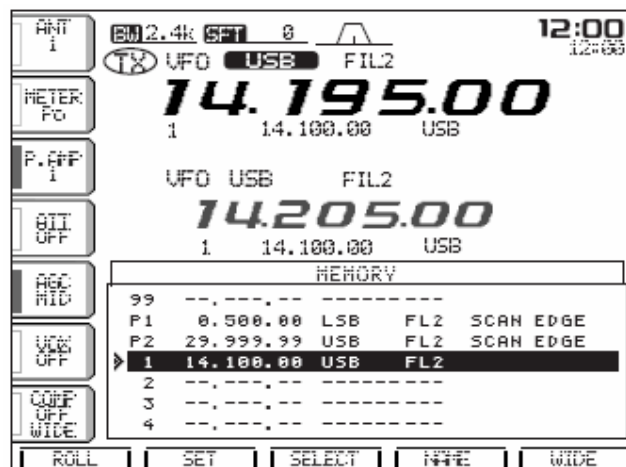 ANT
1
BW 2.4k SFT 0
12:00
12:00
TX VFO USB FIL2
METER
Po
14.195.00
1 14.100.00 USB
P.AMP
1
VFO USB FIL2
ATT
OFF
14.205.00
1 14.100.00 USB
AGC
MID
MEMORY
99 --.---.-- ---------
P1 0.500.00 LSB FL2 SCAN EDGE
P2 29.999.99 USB FL2 SCAN EDGE
1 14.100.00 USB FL2
2 --.---.-- ---------
3 --.---.-- ---------
4 --.---.-- ---------
VOX
OFF
COMP
OFF
WIDE
ROLL SET SELECT NAME WIDE